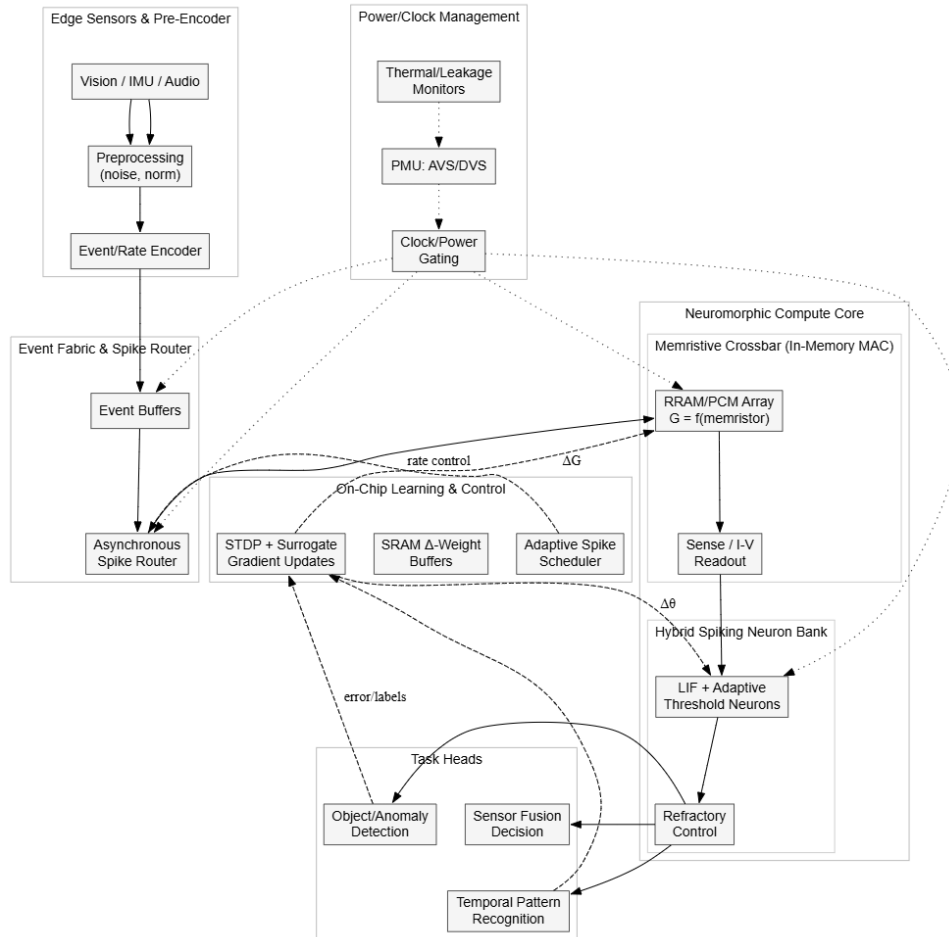 Edge Sensors & Pre-Encoder
Vision / IMU / Audio
Preprocessing
(noise, norm)
Event/Rate Encoder
Power/Clock Management
Thermal/Leakage
Monitors
PMU: AVS/DVS
Clock/Power
Gating
Event Fabric & Spike Router
Event Buffers
Asynchronous
Spike Router
Neuromorphic Compute Core
Memristive Crossbar (In-Memory MAC)
RRAM/PCM Array
G = f(memristor)
Sense / I-V
Readout
rate control
ΔG
On-Chip Learning & Control
STDP + Surrogate
Gradient Updates
SRAM Δ-Weight
Buffers
Adaptive Spike
Scheduler
Δθ
Hybrid Spiking Neuron Bank
LIF + Adaptive
Threshold Neurons
Refractory
Control
error/labels
Task Heads
Object/Anomaly
Detection
Sensor Fusion
Decision
Temporal Pattern
Recognition